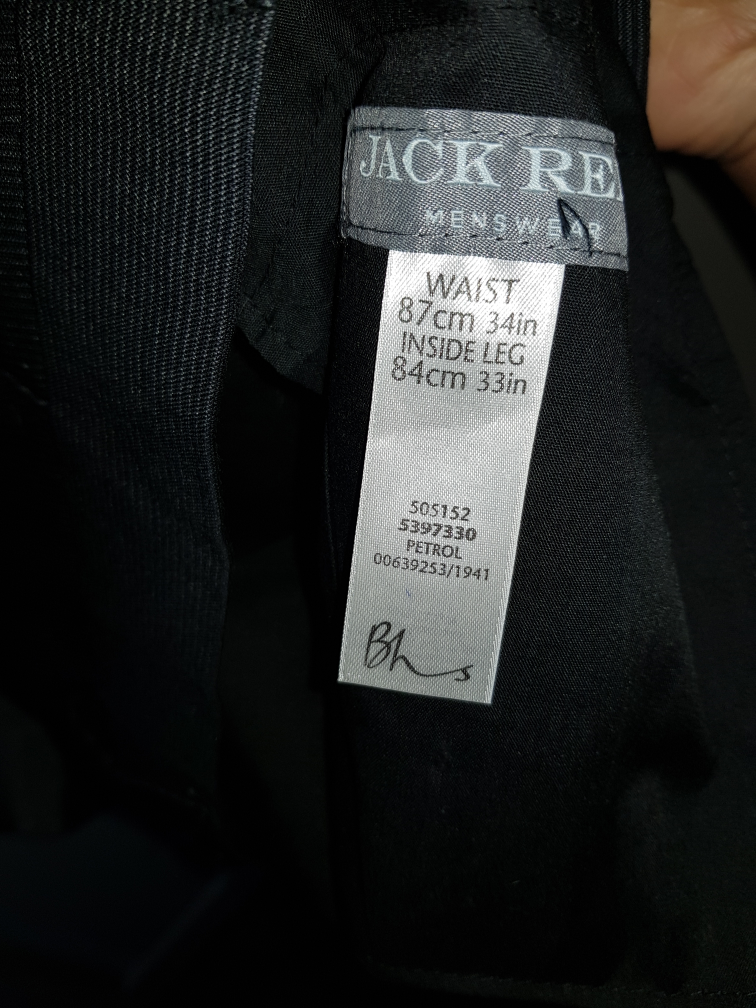 JACK RE
MENSWEAR
WAIST
87cm 34in
INSIDE LEG
84cm 33in
505152
5397330
PETROL
00639253/1941
Bhs